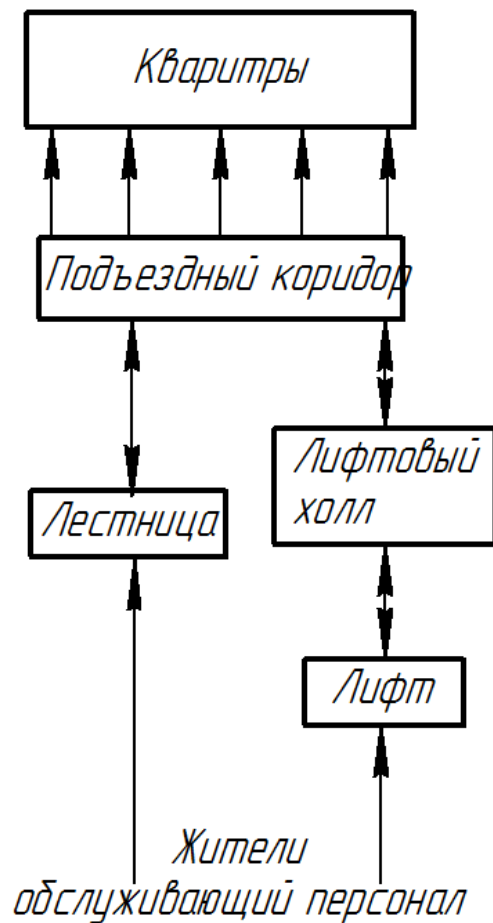 Кваритры
Подъездный коридор
Лифтовый
холл
Лестница
Лифт
Жители
обслуживающий персонал